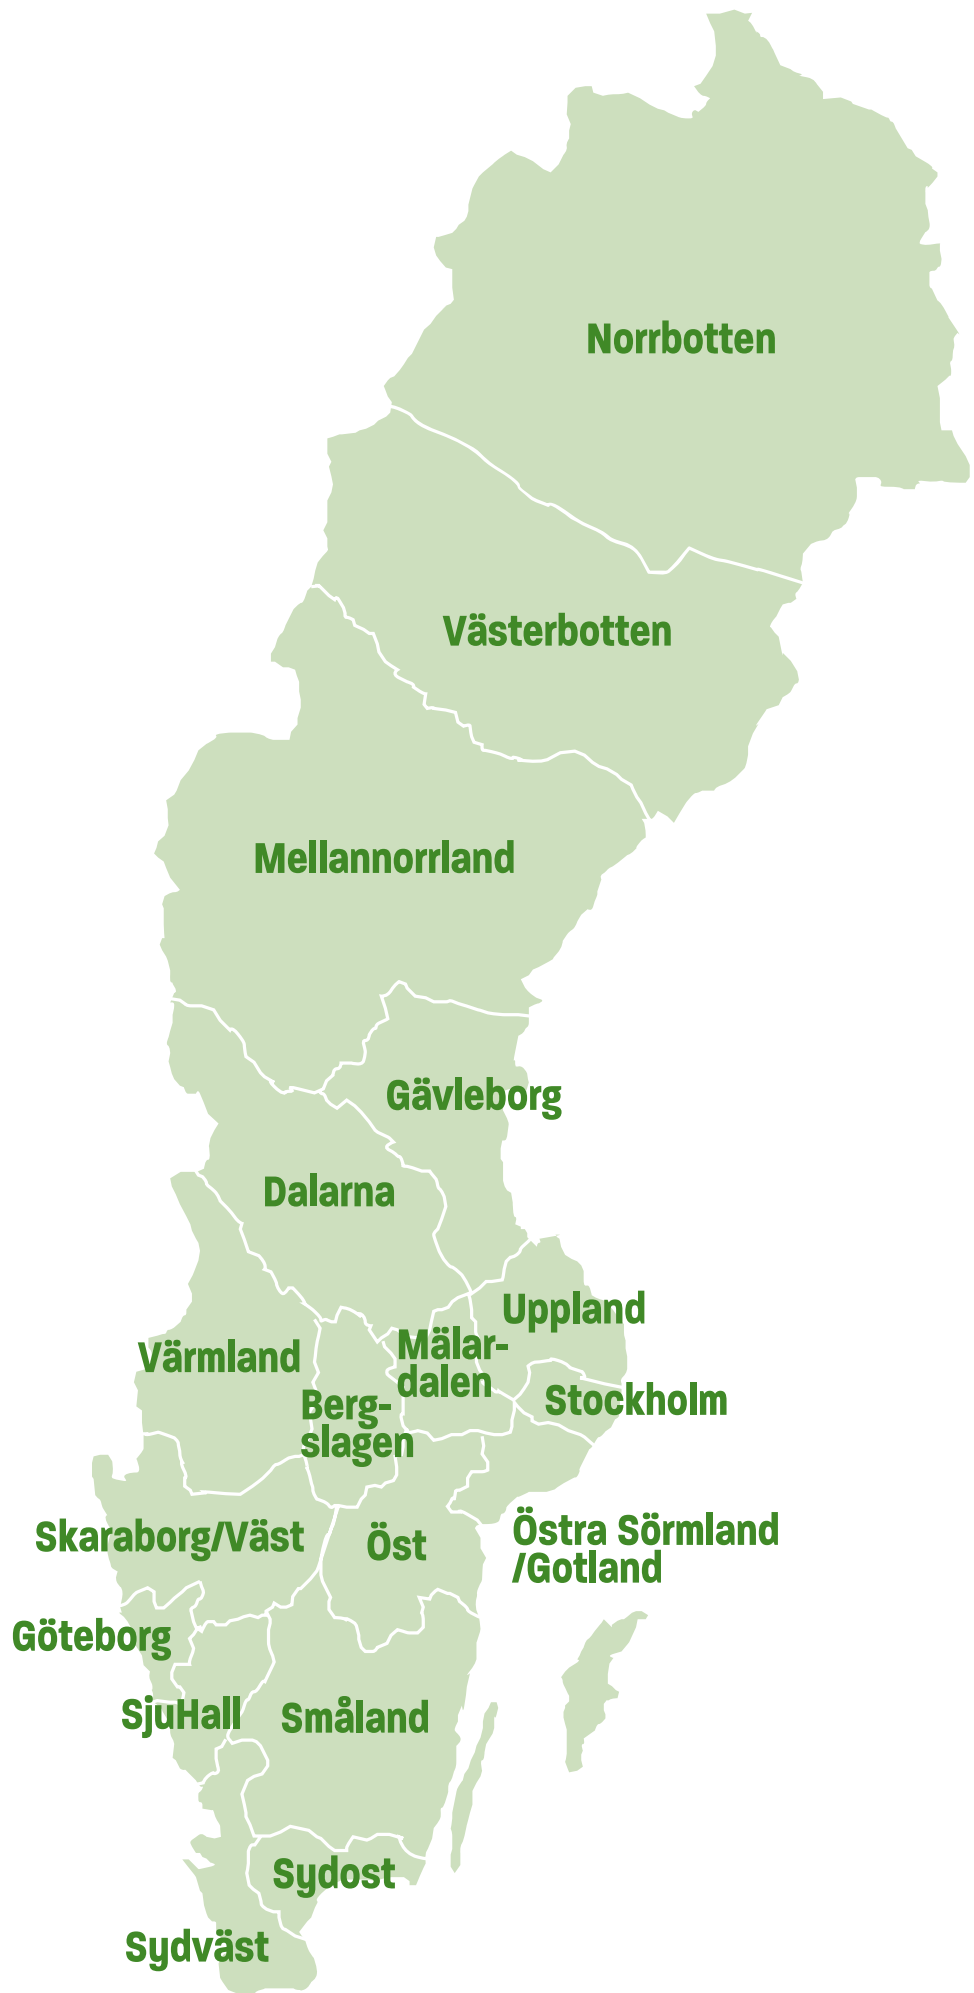 Norrbotten
Västerbotten
Mellannorrland
Gävleborg
Dalarna
Uppland
Mälar-
dalen
Värmland
Stockholm
Berg-
slagen
Skaraborg/Väst
Öst
Östra Sörmland
/Gotland
Göteborg
SjuHall
Småland
Sydost
Sydväst